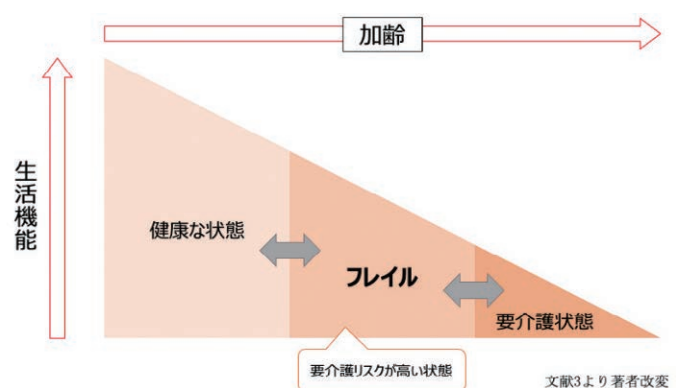 加齢
生活機能
健康な状態
フレイル
要介護状態
要介護リスクが高い状態
文献3より著者改変